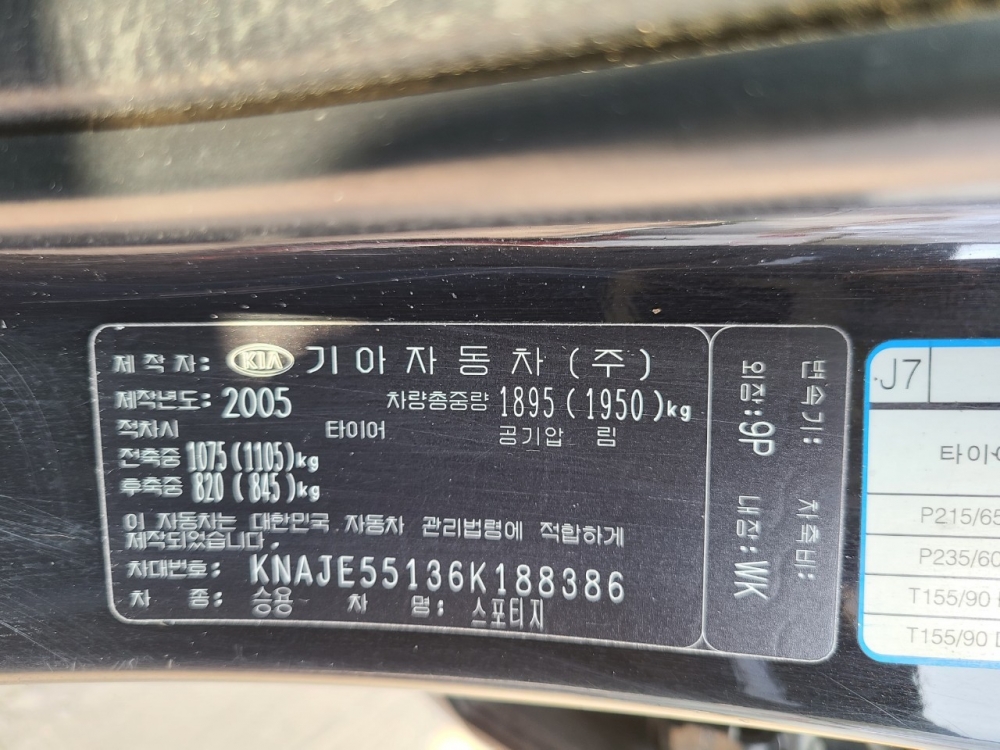 제 작 자: KIA 기 아 자 동 차 ( 주 )
제작년도: 2005 차량총중량 1895 ( 1950 ) kg
적차시 타이어 공기압 림
전축중 1075 (1105) kg
후축중 820 ( 845 ) kg
이 자동차는 대한민국 자동차 관리법령에 적합하게
제작되었습니다.
차대번호: KNAJE55136K188386
차 종: 승용 차 명: 스포티지
변속기: 저축비:
외장: 9P 내장: WK
J7
타이어
P215/65
P235/60
T155/90
T155/90 D